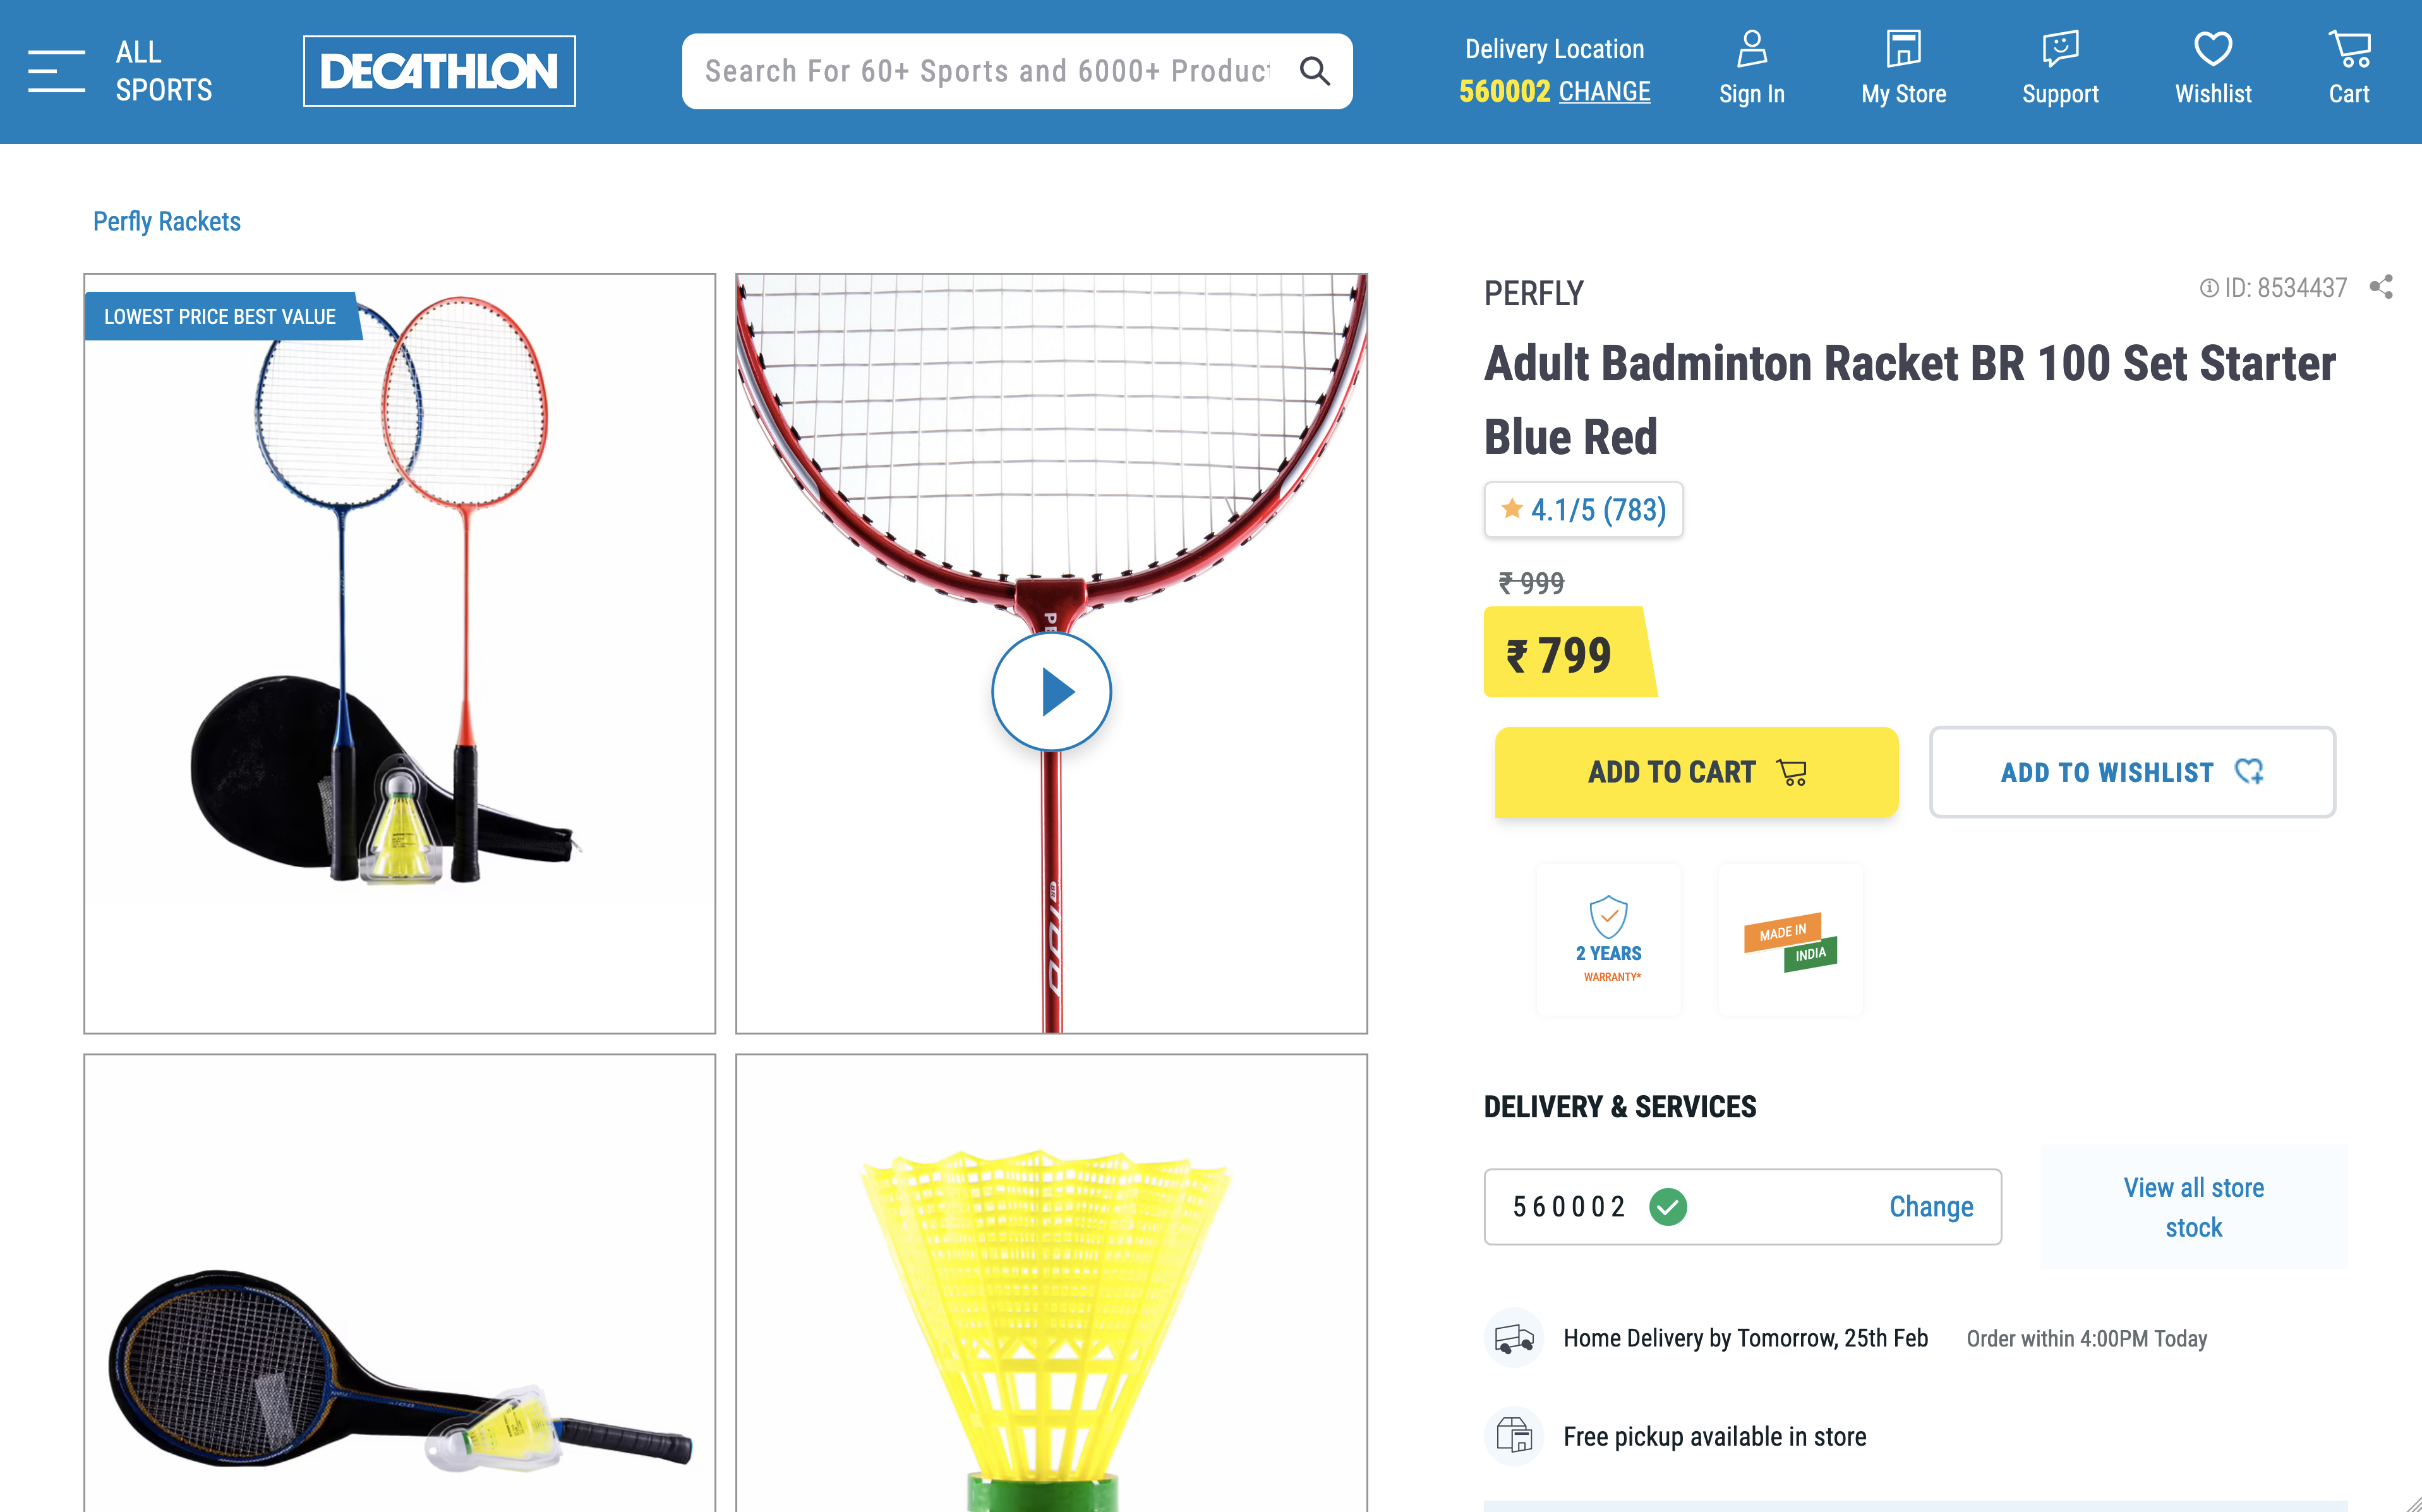 ALL
SPORTS
DECATHLON
Search For 60+ Sports and 6000+ Product
Delivery Location
560002 CHANGE
Sign In
My Store
Support
Wishlist
Cart
Perfly Rackets
LOWEST PRICE BEST VALUE
100
PERFLY
ID: 8534437
Adult Badminton Racket BR 100 Set Starter
Blue Red
4.1/5 (783)
₹ 999
₹ 799
ADD TO CART
ADD TO WISHLIST
2 YEARS
WARRANTY*
MADE IN
INDIA
DELIVERY & SERVICES
560002
Change
View all store
stock
Home Delivery by Tomorrow, 25th Feb
Order within 4:00PM Today
Free pickup available in store